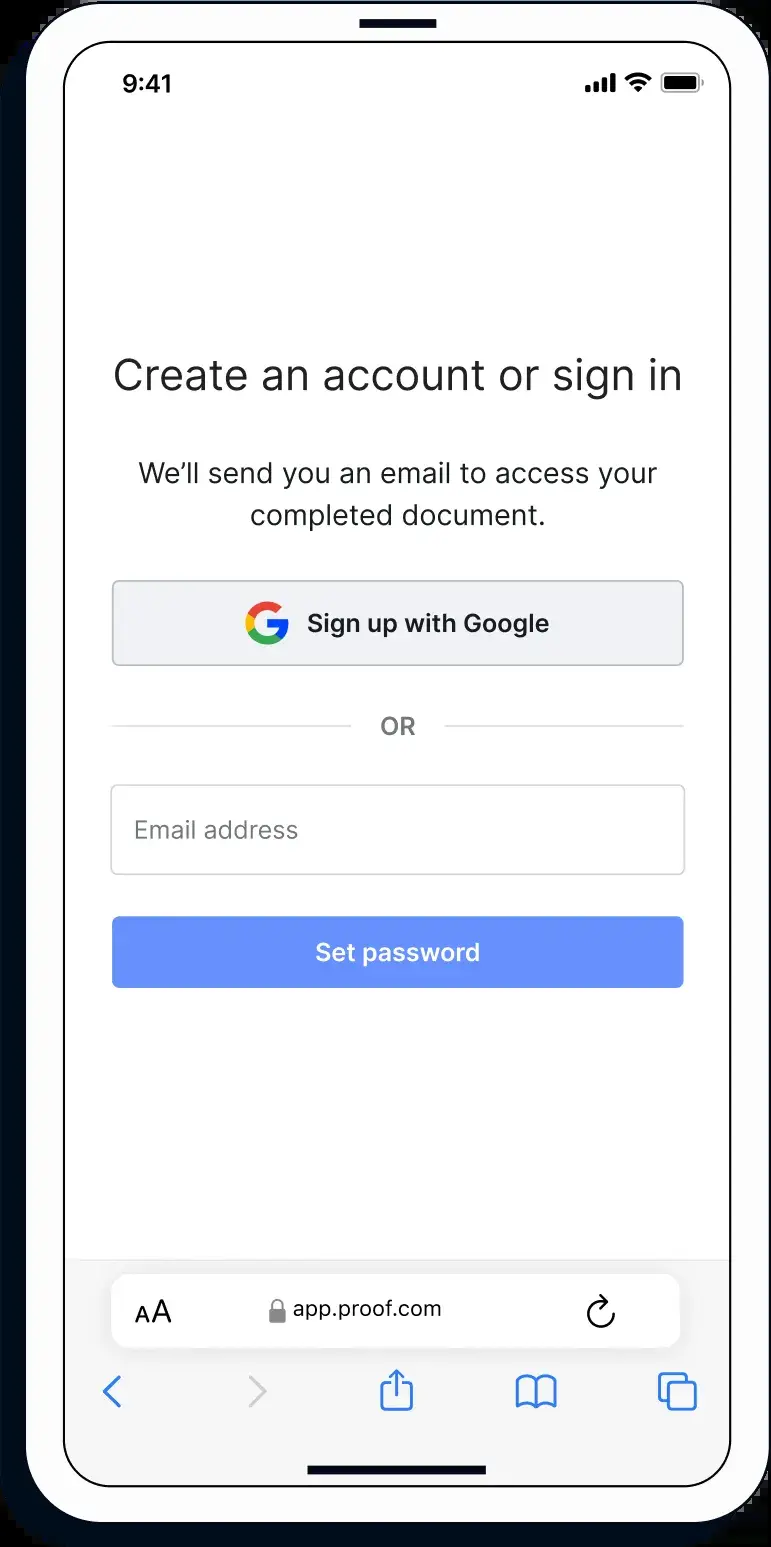 9:41
Create an account or sign in
We’ll send you an email to access your
completed document.
Sign up with Google
OR
Email address
Set password
AA app.proof.com